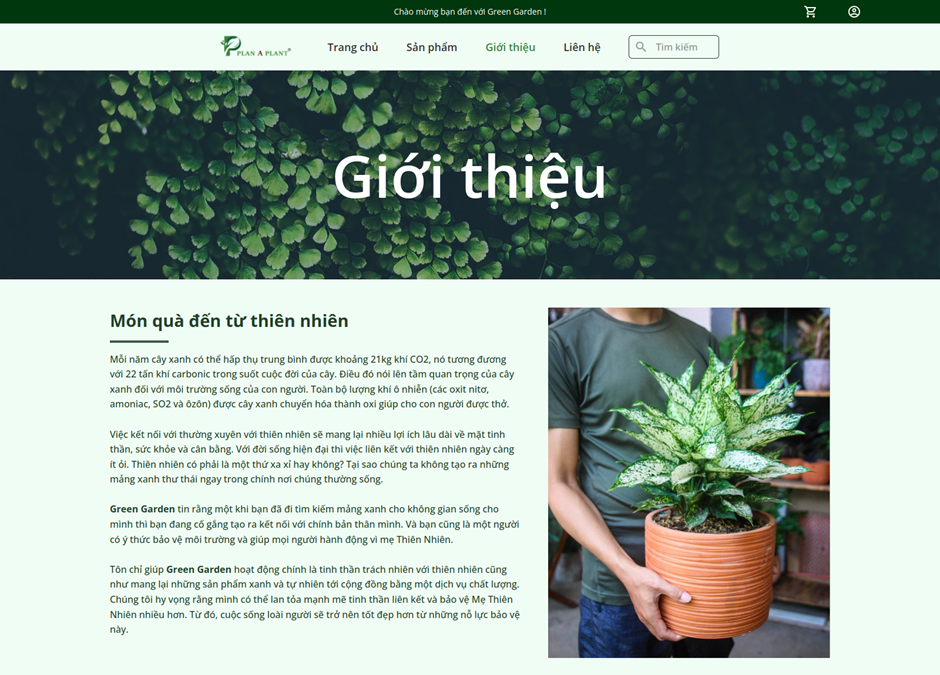 Chào mừng bạn đến với Green Garden !
PLAN A PLANT
Trang chủ Sản phẩm Giới thiệu Liên hệ Tìm kiếm
Giới thiệu
Món quà đến từ thiên nhiên
Mỗi năm cây xanh có thể hấp thụ trung bình được khoảng 21kg khí CO2, nó tương đương
với 22 tấn khí carbonic trong suốt cuộc đời của cây. Điều đó nói lên tầm quan trọng của cây
xanh đối với môi trường sống của con người. Toàn bộ lượng khí ô nhiễn (các oxit nitơ,
amoniac, SO2 và ôzôn) được cây xanh chuyển hóa thành oxi giúp cho con người được thở.
Việc kết nối với thường xuyên với thiên nhiên sẽ mang lại nhiều lợi ích lâu dài về mặt tinh
thần, sức khỏe và cân bằng. Với đời sống hiện đại thì việc liên kết với thiên nhiên ngày càng
ít ỏi. Thiên nhiên có phải là một thứ xa xỉ hay không? Tại sao chúng ta không tạo ra những
mảng xanh thư thái ngay trong chính nơi chúng thường sống.
Green Garden tin rằng một khi bạn đã đi tìm kiếm mảng xanh cho không gian sống cho
mình thì bạn đang cố gắng tạo ra kết nối với chính bản thân mình. Và bạn cũng là một người
có ý thức bảo vệ môi trường và giúp mọi người hành động vì mẹ Thiên Nhiên.
Tôn chỉ giúp Green Garden hoạt động chính là tinh thần trách nhiên với thiên nhiên cũng
như mang lại những sản phẩm xanh và tự nhiên tới cộng đồng bằng một dịch vụ chất lượng.
Chúng tôi hy vọng rằng mình có thể lan tỏa mạnh mẽ tinh thần liên kết và bảo vệ Mẹ Thiên
Nhiên nhiều hơn. Từ đó, cuộc sống loài người sẽ trở nên tốt đẹp hơn từ những nỗ lực bảo vệ
này.